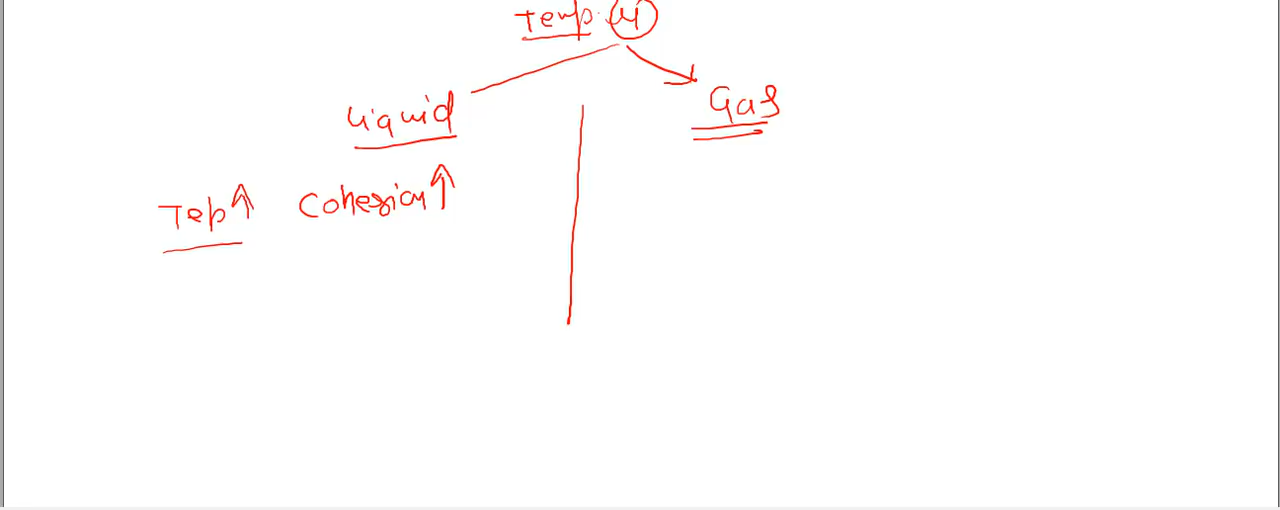 Temp.
Liquid
Gas
Tep↑ Cohesion↑